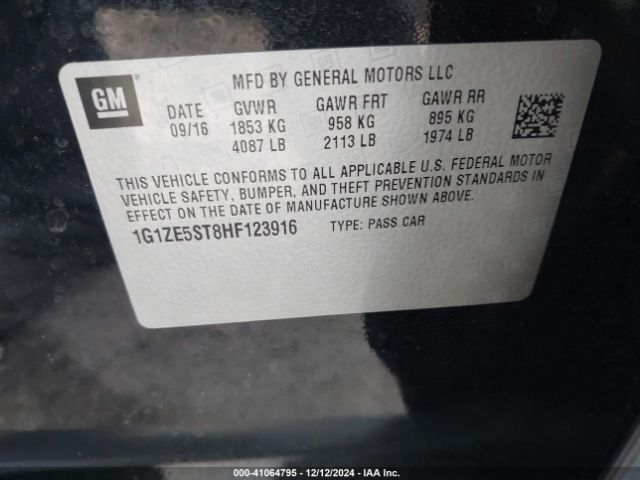 GM
MFD BY GENERAL MOTORS LLC
DATE GVWR GAWR FRT GAWR RR
09/16 1853 KG 958 KG 895 KG
4087 LB 2113 LB 1974 LB
THIS VEHICLE CONFORMS TO ALL APPLICABLE U.S. FEDERAL MOTOR
VEHICLE SAFETY, BUMPER, AND THEFT PREVENTION STANDARDS IN
EFFECT ON THE DATE OF MANUFACTURE SHOWN ABOVE.
1G1ZE5ST8HF123916 TYPE: PASS CAR
000-41064795 - 12/12/2024 - IAA Inc.